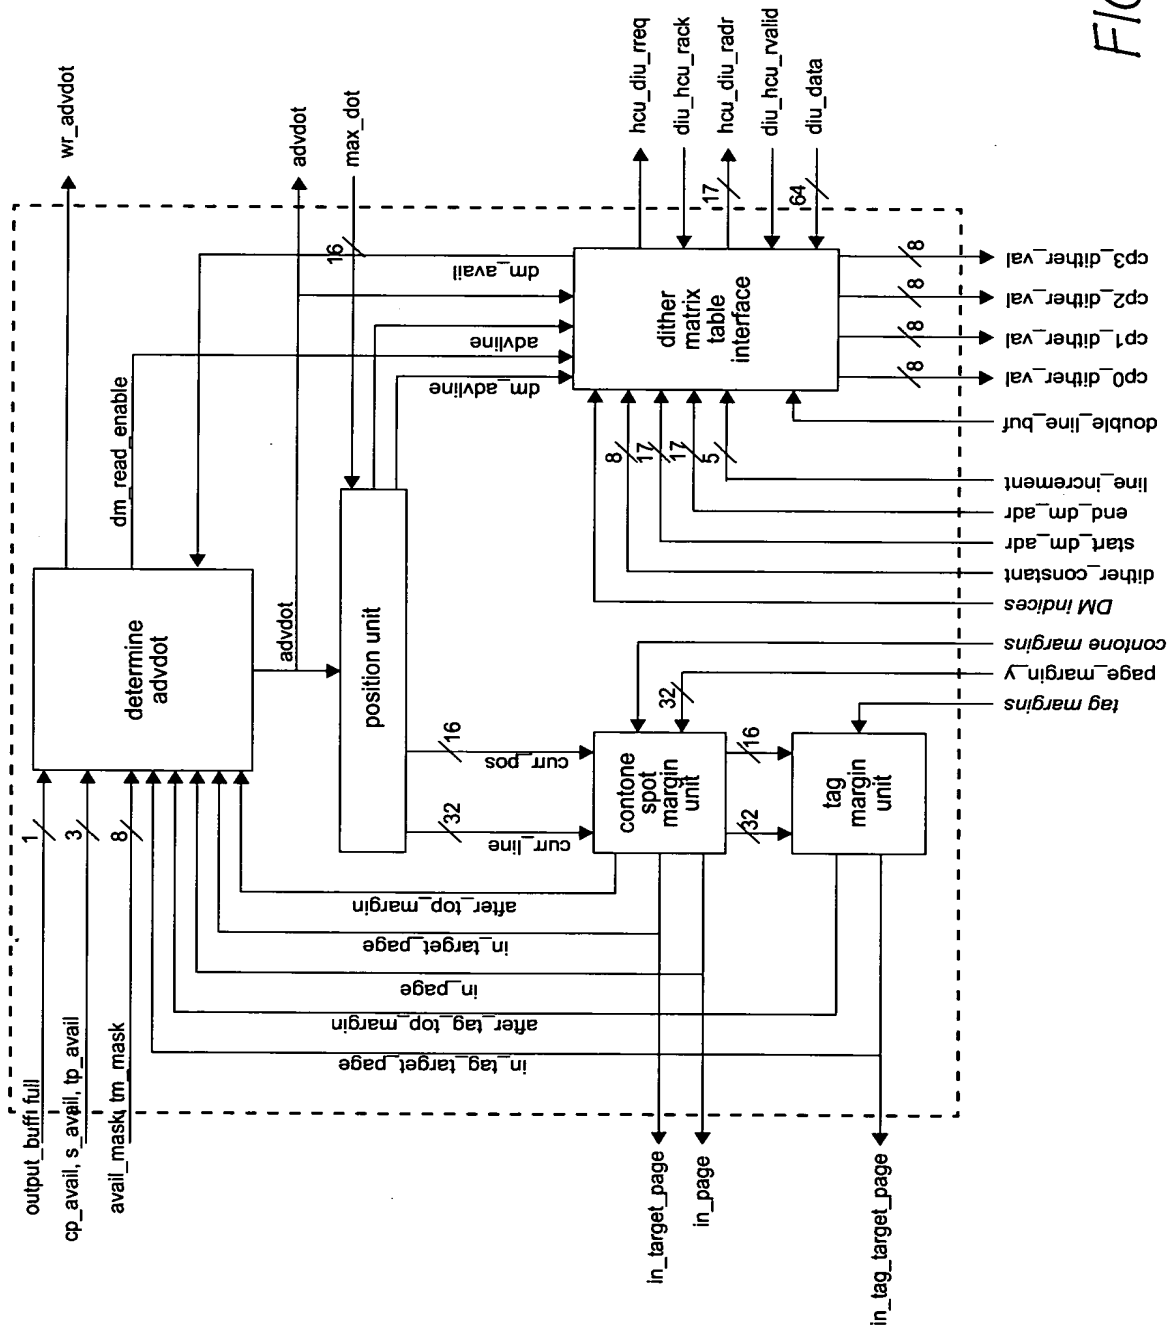 FIG
wr_advdot
advdot
max_dot
hcu_diu_rreq
diu_hcu_rack
hcu_diu_radr
17
diu_hcu_rvalid
diu_data
64
dm_read_enable
16
dm_avail
advline
dm_advline
determine
advdot
advdot
position unit
dither
matrix
table
interface
8
8
8
8
cp3_dither_val
cp2_dither_val
cp1_dither_val
cp0_dither_val
double_line_buf
8
17
17
5
line_increment
end_dm_adr
start_dm_adr
dither_constant
DM indices
contone margins
page_margin_y
tag margins
32
16
curr_pos
32
curr_line
contone
spot
margin
unit
16
32
tag
margin
unit
1
3
8
after_top_margin
in_target_page
in_page
after_tag_top_margin
in_tag_target_page
output_buff full
cp_avail, s_avail, tp_avail
avail_mask, tm_mask
in_target_page
in_page
in_tag_target_page